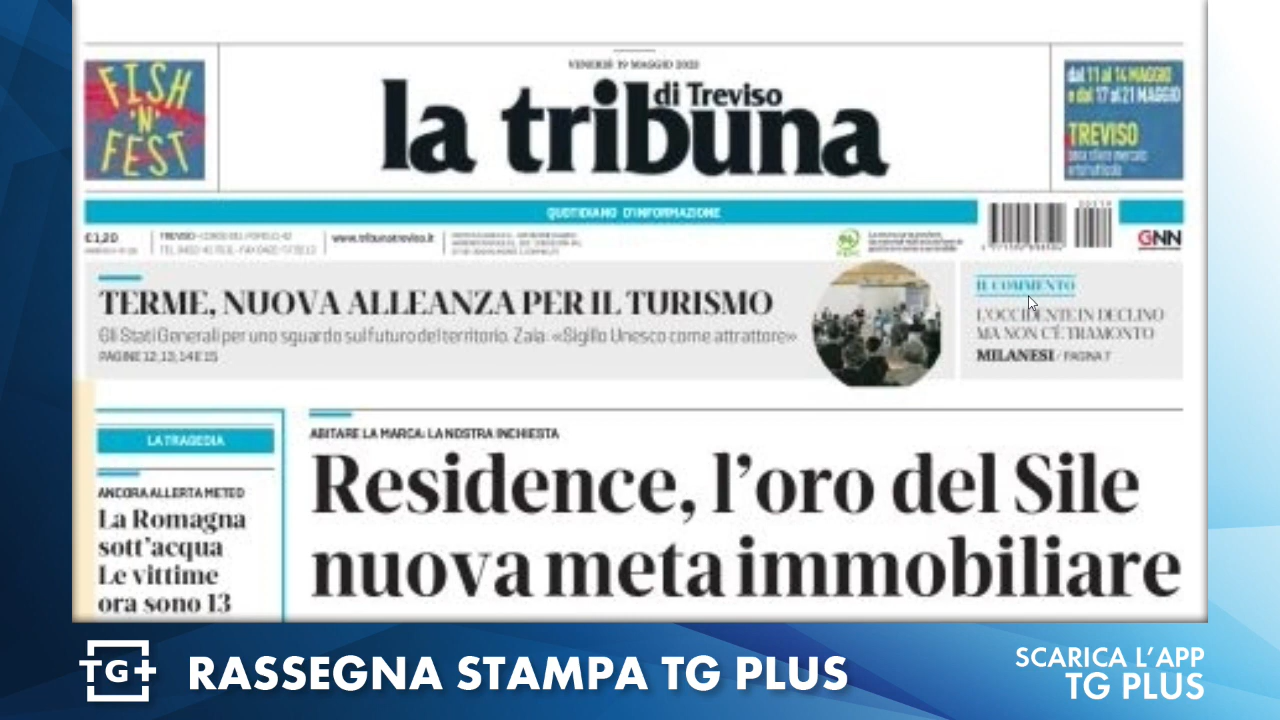 FISH
'N'
FEST
VENERDÌ 19 MAGGIO 2023
la tribuna
di Treviso
dal 11 al 14 MAGGIO
e dal 17 al 21 MAGGIO
TREVISO
QUOTIDIANO D'INFORMAZIONE
€ 1,20
www.tribunatreviso.it
GNN
TERME, NUOVA ALLEANZA PER IL TURISMO
Gli Stati Generali per uno sguardo sul futuro del territorio. Zaia: «Sigillo Unesco come attrattore»
PAGINE 12, 13, 14 E 15
IL COMMENTO
L'OCCIDENTE IN DECLINO
MA NON C'È TRAMONTO
MILANESI / PAGINA 7
LA TRAGEDIA
ANCORA ALLERTA METEO
La Romagna
sott'acqua
Le vittime
ora sono 13
ABITARE LA MARCA: LA NOSTRA INCHIESTA
Residence, l'oro del Sile
nuova meta immobiliare
TG+
RASSEGNA STAMPA TG PLUS
SCARICA L'APP
TG PLUS